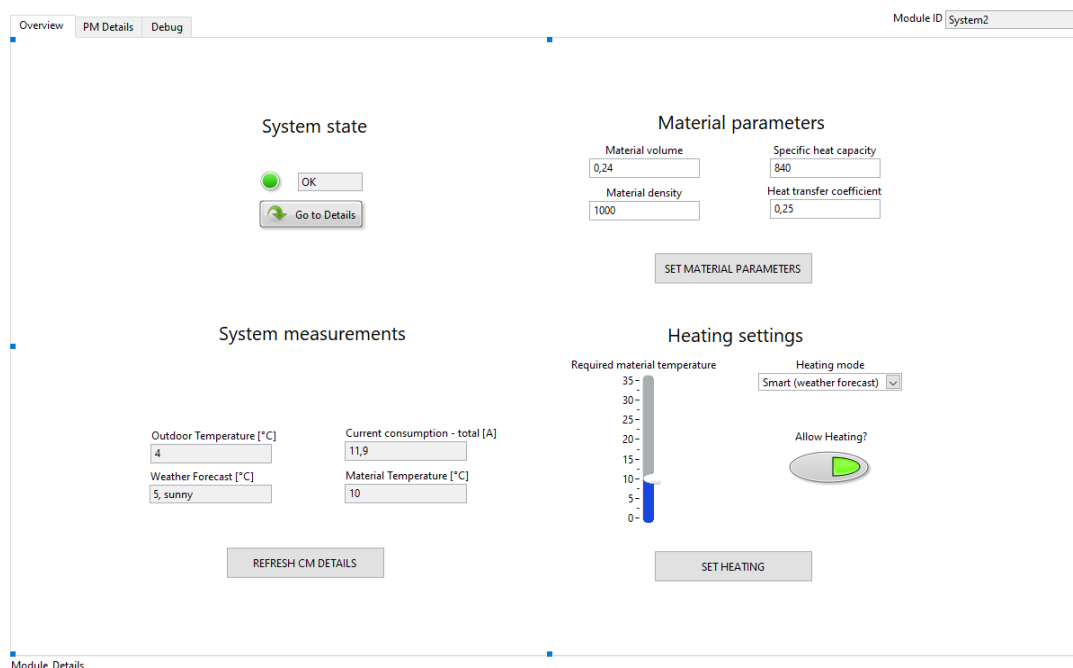 Overview
PM Details
Debug
Module ID
System2
System state
OK
Go to Details
Material parameters
Material volume
0,24
Specific heat capacity
840
Material density
1000
Heat transfer coefficient
0,25
SET MATERIAL PARAMETERS
System measurements
Outdoor Temperature [°C]
4
Current consumption - total [A]
11,9
Weather Forecast [°C]
5, sunny
Material Temperature [°C]
10
REFRESH CM DETAILS
Heating settings
Required material temperature
35
30
25
20
15
10
5
0
Heating mode
Smart (weather forecast)
Allow Heating?
SET HEATING
Module Details